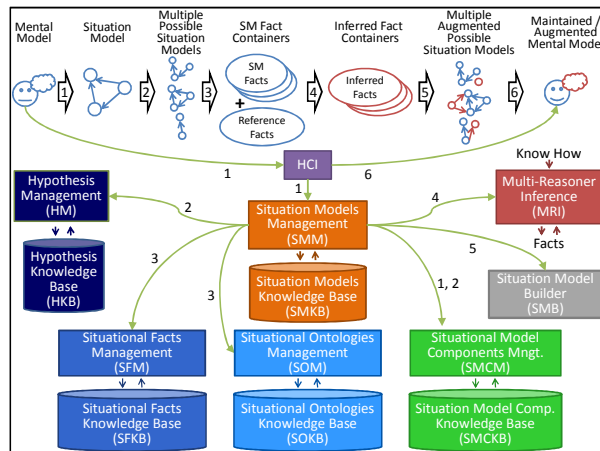 Mental Model
Situation Model
Multiple
Possible
Situation Models
SM Fact
Containers
Inferred Fact
Containers
Multiple
Augmented
Possible
Situation Models
Maintained /
Augmented
Mental Model
1
2
3
4
5
6
SM
Facts
+
Reference
Facts
Inferred
Facts
1
HCI
6
1
Know How
Hypothesis
Management
(HM)
2
Situation Models
Management
(SMM)
4
Multi-Reasoner
Inference
(MRI)
Facts
Hypothesis
Knowledge
Base
(HKB)
3
3
Situation Models
Knowledge Base
(SMKB)
1, 2
5
Situation Model
Builder
(SMB)
Situational Facts
Management
(SFM)
Situational Ontologies
Management
(SOM)
Situational Model
Components Mngt.
(SMCM)
Situational Facts
Knowledge Base
(SFKB)
Situational Ontologies
Knowledge Base
(SOKB)
Situation Model Comp.
Knowledge Base
(SMCKB)